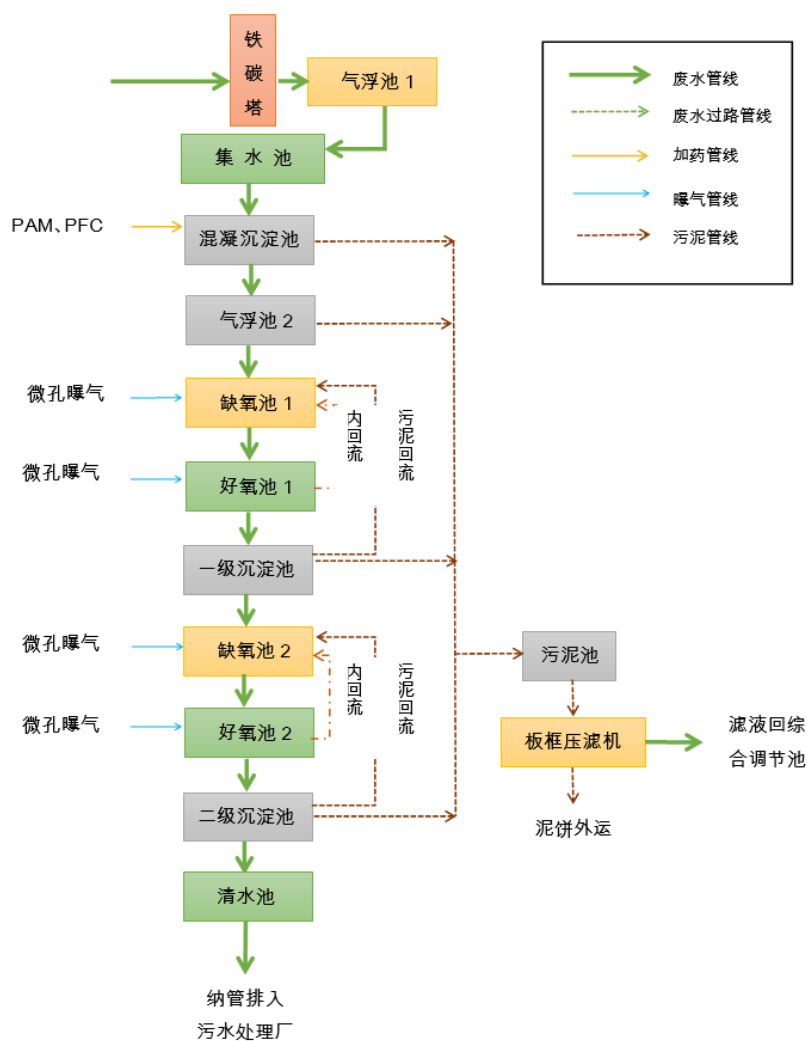 铁
碳
塔
气浮池 1
集 水 池
PAM、PFC
混凝沉淀池
气浮池 2
微孔曝气
缺氧池 1
内回流
污泥回流
微孔曝气
好氧池 1
一级沉淀池
微孔曝气
缺氧池 2
内回流
污泥回流
微孔曝气
好氧池 2
二级沉淀池
清水池
纳管排入
污水处理厂
污泥池
板框压滤机
滤液回综
合调节池
泥饼外运
废水管线
废水过路管线
加药管线
曝气管线
污泥管线